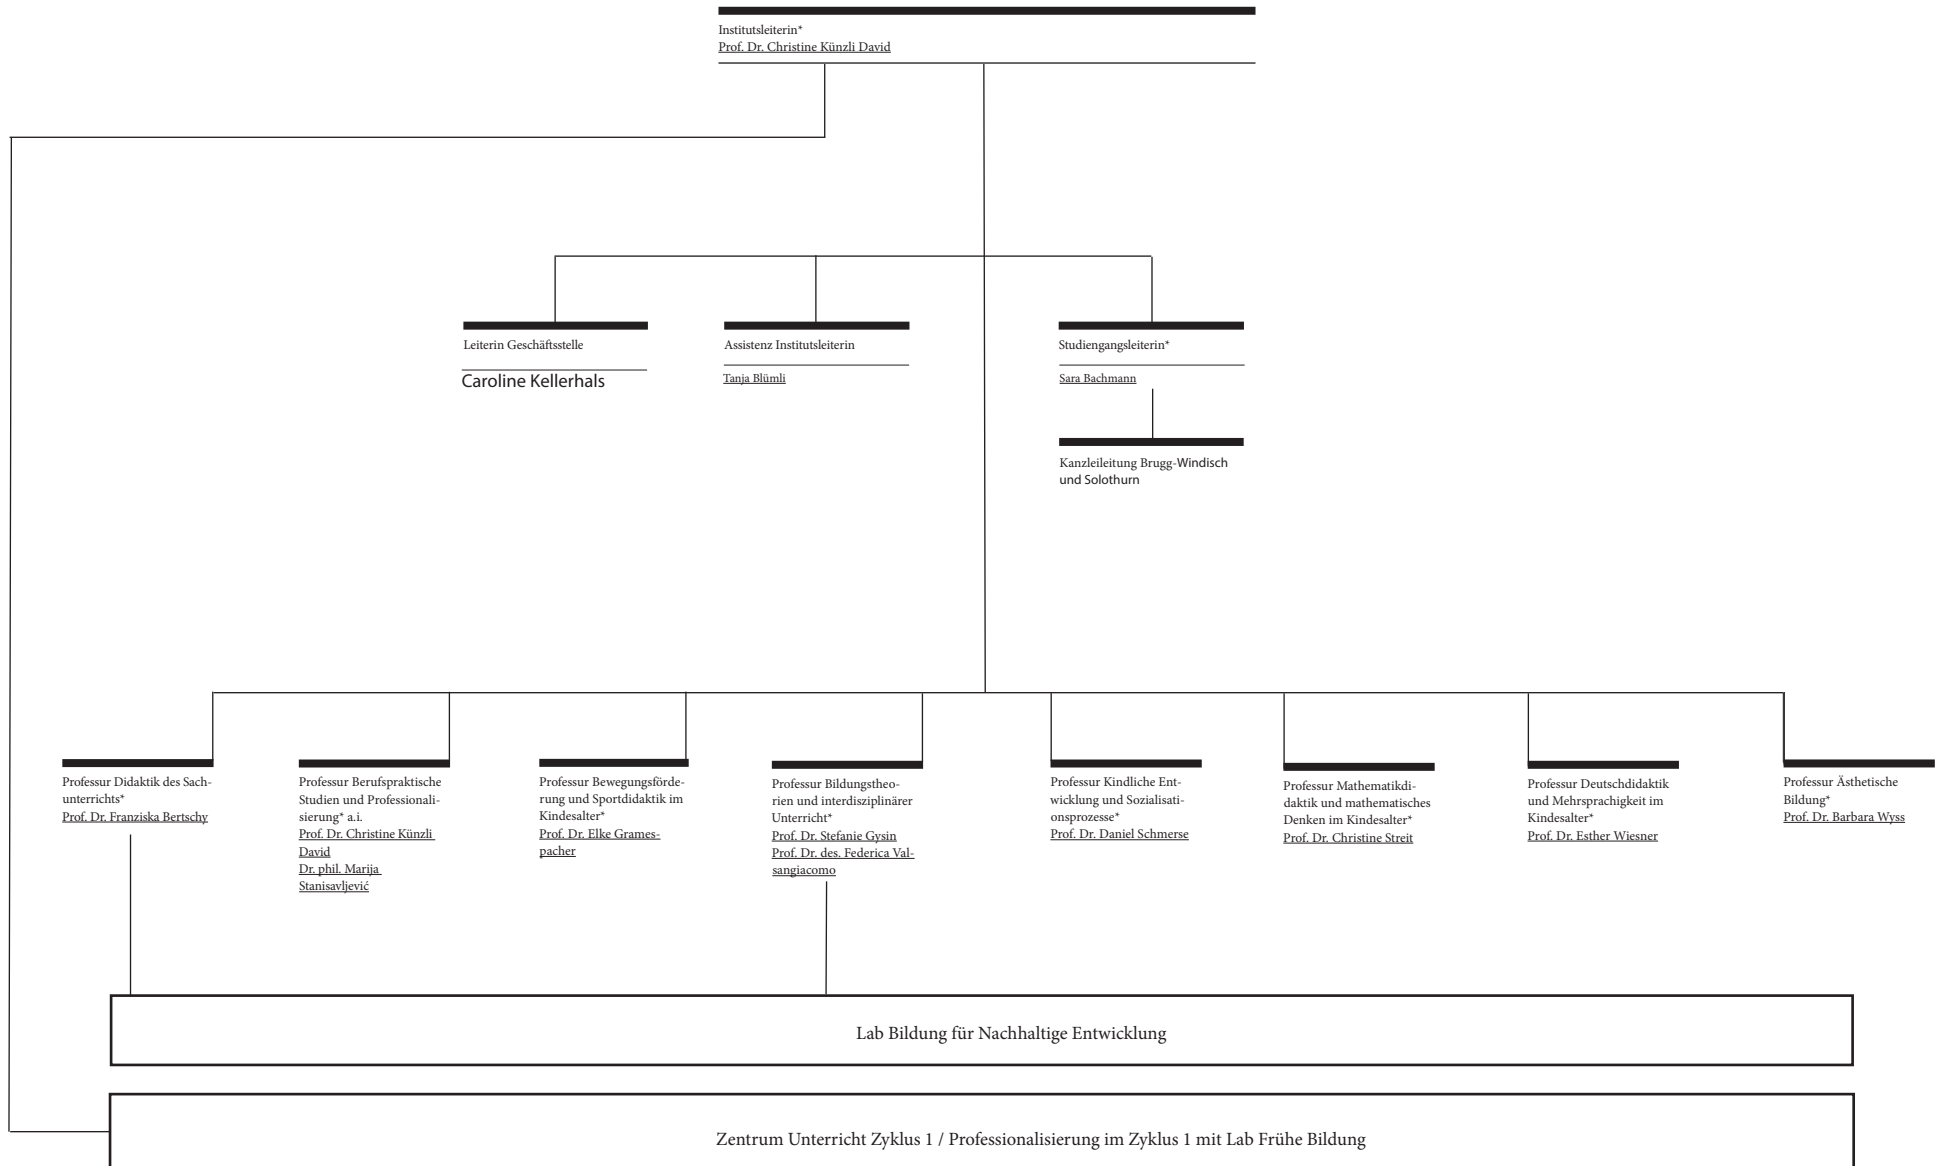 Institutsleiterin*
Prof. Dr. Christine Künzli David
Leiterin Geschäftsstelle
Caroline Kellerhals
Assistenz Institutsleiterin
Tanja Blümli
Studiengangsleiterin*
Sara Bachmann
Kanzleileitung Brugg-Windisch
und Solothurn
Professur Didaktik des Sach-
unterrichts*
Prof. Dr. Franziska Bertschy
Professur Berufspraktische
Studien und Professionali-
sierung* a.i.
Prof. Dr. Christine Künzli
David
Dr. phil. Marija
Stanisavljević
Professur Bewegungsförde-
rung und Sportdidaktik im
Kindesalter*
Prof. Dr. Elke Grames-
pacher
Professur Bildungstheo-
rien und interdisziplinärer
Unterricht*
Prof. Dr. Stefanie Gysin
Prof. Dr. des. Federica Val-
sangiacomo
Professur Kindliche Ent-
wicklung und Sozialisati-
onsprozesse*
Prof. Dr. Daniel Schmerse
Professur Mathematikdi-
daktik und mathematisches
Denken im Kindesalter*
Prof. Dr. Christine Streit
Professur Deutschdidaktik
und Mehrsprachigkeit im
Kindesalter*
Prof. Dr. Esther Wiesner
Professur Ästhetische
Bildung*
Prof. Dr. Barbara Wyss
Lab Bildung für Nachhaltige Entwicklung
Zentrum Unterricht Zyklus 1 / Professionalisierung im Zyklus 1 mit Lab Frühe Bildung